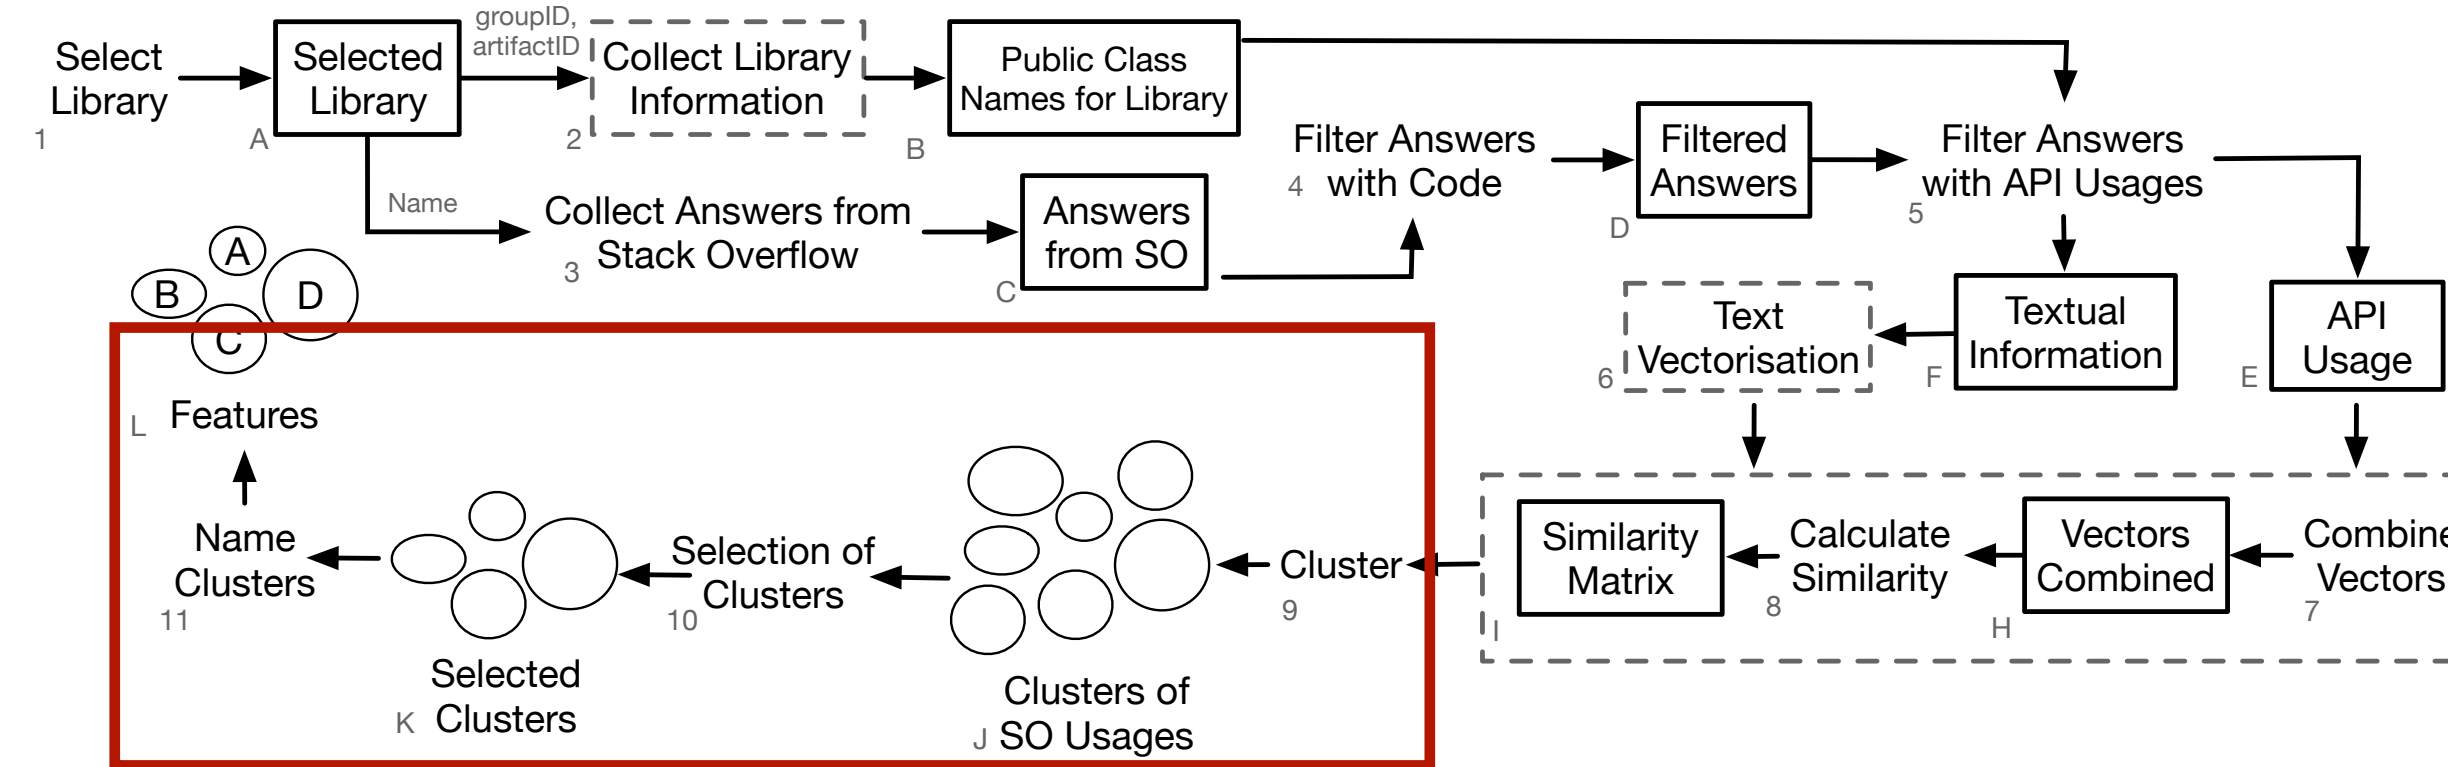 groupID,
artifactID
Select
Library
1
Selected
Library
A
Collect Library
Information
2
Public Class
Names for Library
B
Name
Collect Answers from
Stack Overflow
3
Answers
from SO
C
Filter Answers
with Code
4
Filtered
Answers
D
Filter Answers
with API Usages
5
Textual
Information
F
API
Usage
E
Text
Vectorisation
6
Combine
Vectors
7
Vectors
Combined
H
Calculate
Similarity
8
Similarity
Matrix
I
Cluster
9
Clusters of
J SO Usages
Selection of
Clusters
10
Selected
K Clusters
Name
Clusters
11
L Features
A
B
C
D